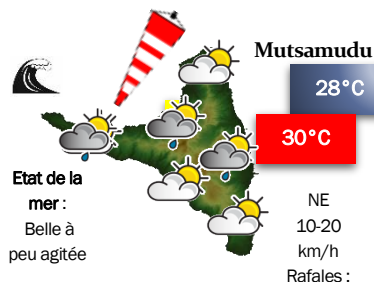 Mutsamudu
28°C
30°C
Etat de la
mer :
Belle à
peu agitée
NE
10-20
km/h
Rafales :